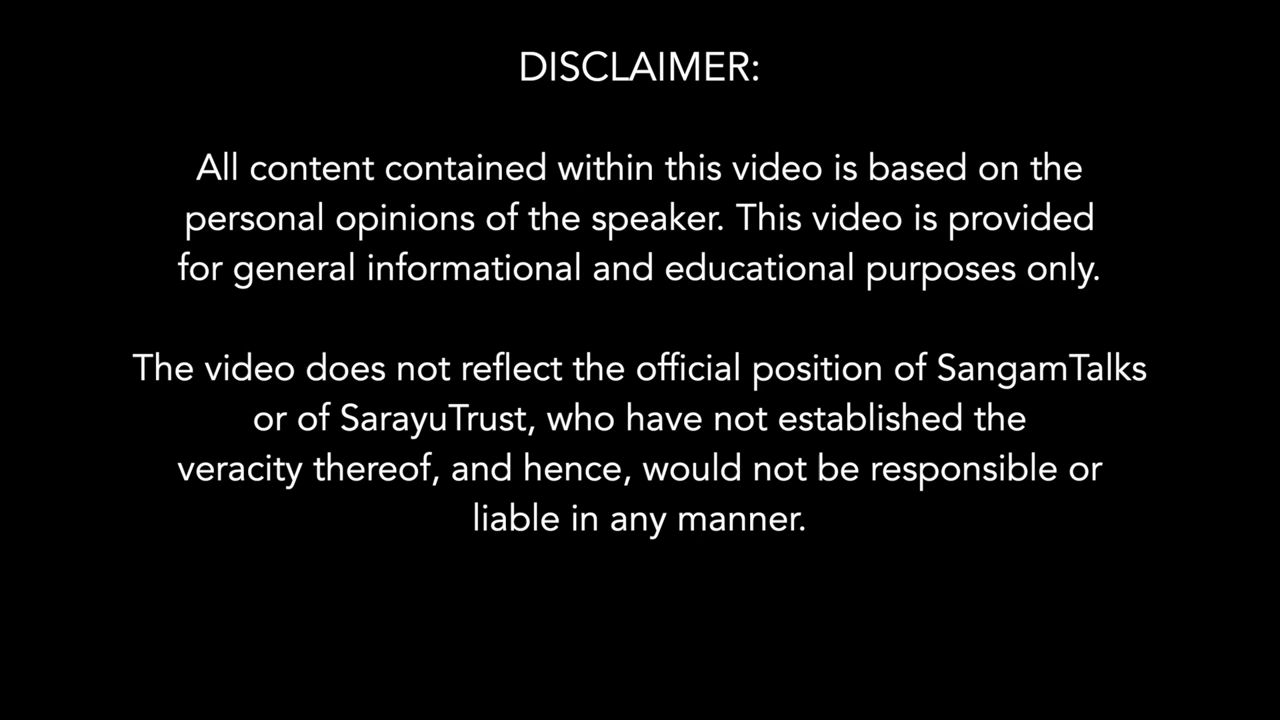 DISCLAIMER:
All content contained within this video is based on the
personal opinions of the speaker. This video is provided
for general informational and educational purposes only.
The video does not reflect the official position of SangamTalks
or of SarayuTrust, who have not established the
veracity thereof, and hence, would not be responsible or
liable in any manner.